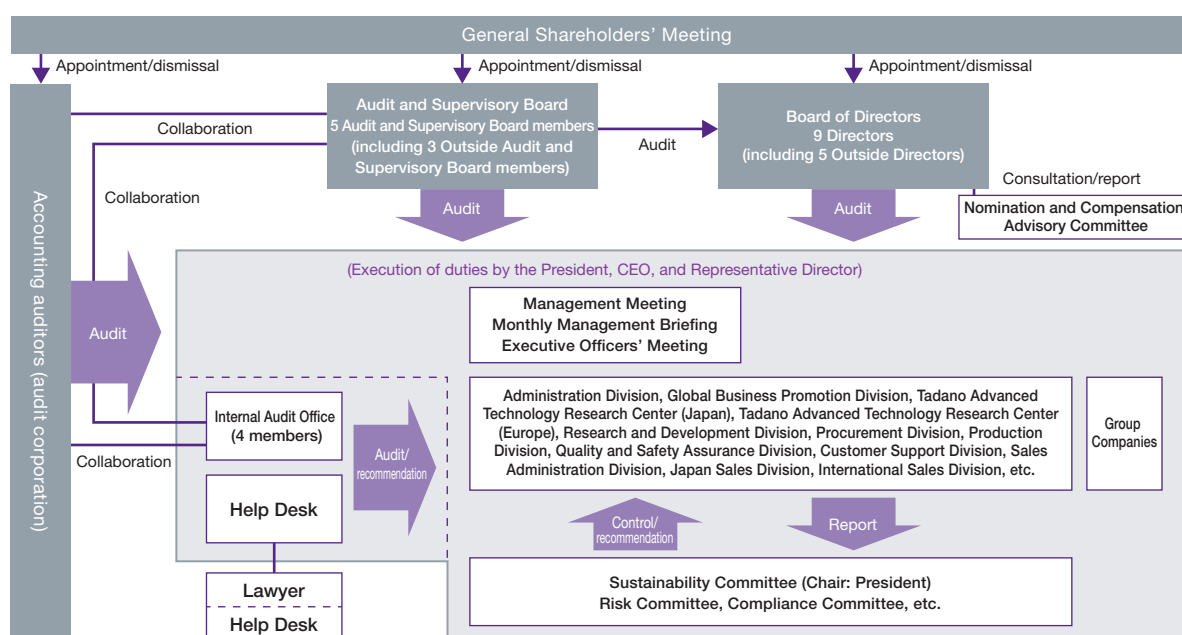 General Shareholders' Meeting
Appointment/dismissal
Appointment/dismissal
Appointment/dismissal
Accounting auditors (audit corporation)
Collaboration
Collaboration
Audit and Supervisory Board
5 Audit and Supervisory Board members
(including 3 Outside Audit and
Supervisory Board members)
Audit
Board of Directors
9 Directors
(including 5 Outside Directors)
Consultation/report
Nomination and Compensation
Advisory Committee
Audit
Audit
Audit
(Execution of duties by the President, CEO, and Representative Director)
Management Meeting
Monthly Management Briefing
Executive Officers' Meeting
Internal Audit Office
(4 members)
Collaboration
Audit/
recommendation
Administration Division, Global Business Promotion Division, Tadano Advanced
Technology Research Center (Japan), Tadano Advanced Technology Research Center
(Europe), Research and Development Division, Procurement Division, Production
Division, Quality and Safety Assurance Division, Customer Support Division, Sales
Administration Division, Japan Sales Division, International Sales Division, etc.
Group
Companies
Help Desk
Control/
recommendation
Report
Lawyer
Help Desk
Sustainability Committee (Chair: President)
Risk Committee, Compliance Committee, etc.